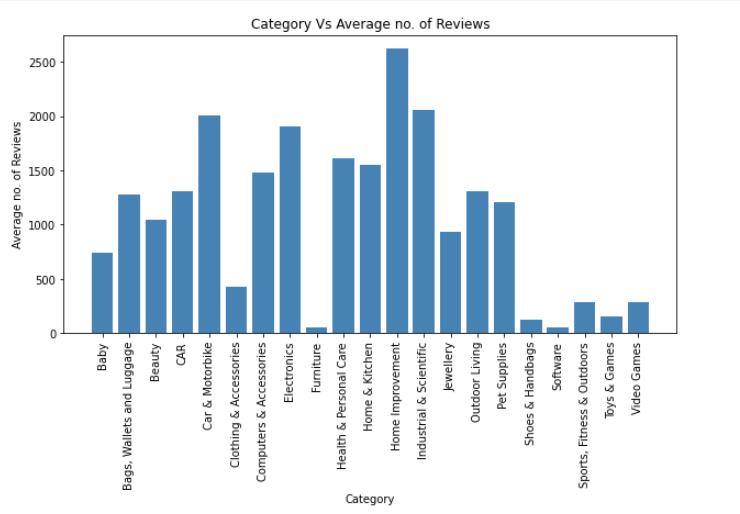 Category Vs Average no. of Reviews
Average no. of Reviews
2500
2000
1500
1000
500
0
Baby
Bags, Wallets and Luggage
Beauty
CAR
Car & Motorbike
Clothing & Accessories
Computers & Accessories
Electronics
Furniture
Health & Personal Care
Home & Kitchen
Home Improvement
Industrial & Scientific
Jewellery
Outdoor Living
Pet Supplies
Shoes & Handbags
Software
Sports, Fitness & Outdoors
Toys & Games
Video Games
Category